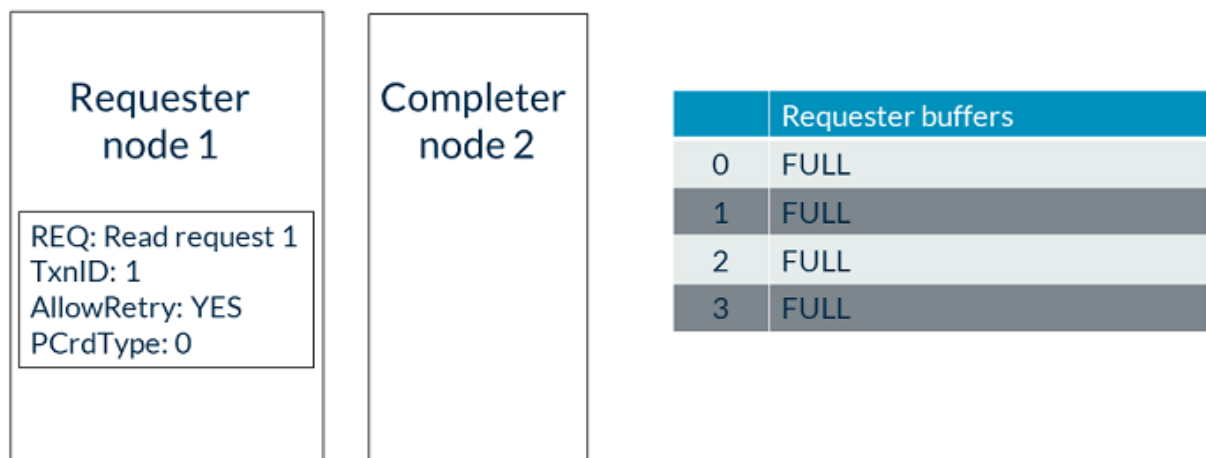 Requester
node 1
REQ: Read request 1
TxnID: 1
AllowRetry: YES
PCrdType: 0
Completer
node 2
Requester buffers
0 FULL
1 FULL
2 FULL
3 FULL